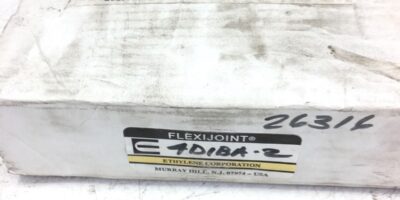 26316
FLEXIJOINT®
E 4D1BA-2
ETHYLENE CORPORATION
MURRAY HILL, N.J. 07974 - USA